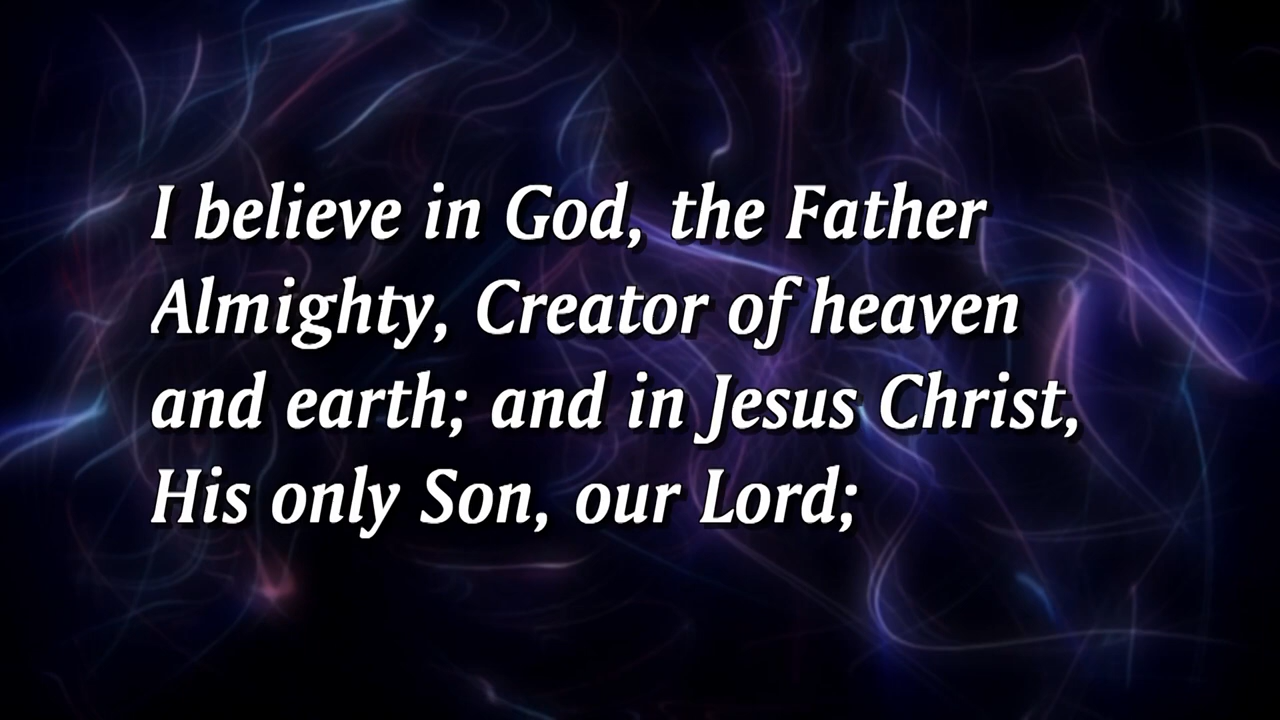 I believe in God, the Father
Almighty, Creator of heaven
and earth; and in Jesus Christ,
His only Son, our Lord;